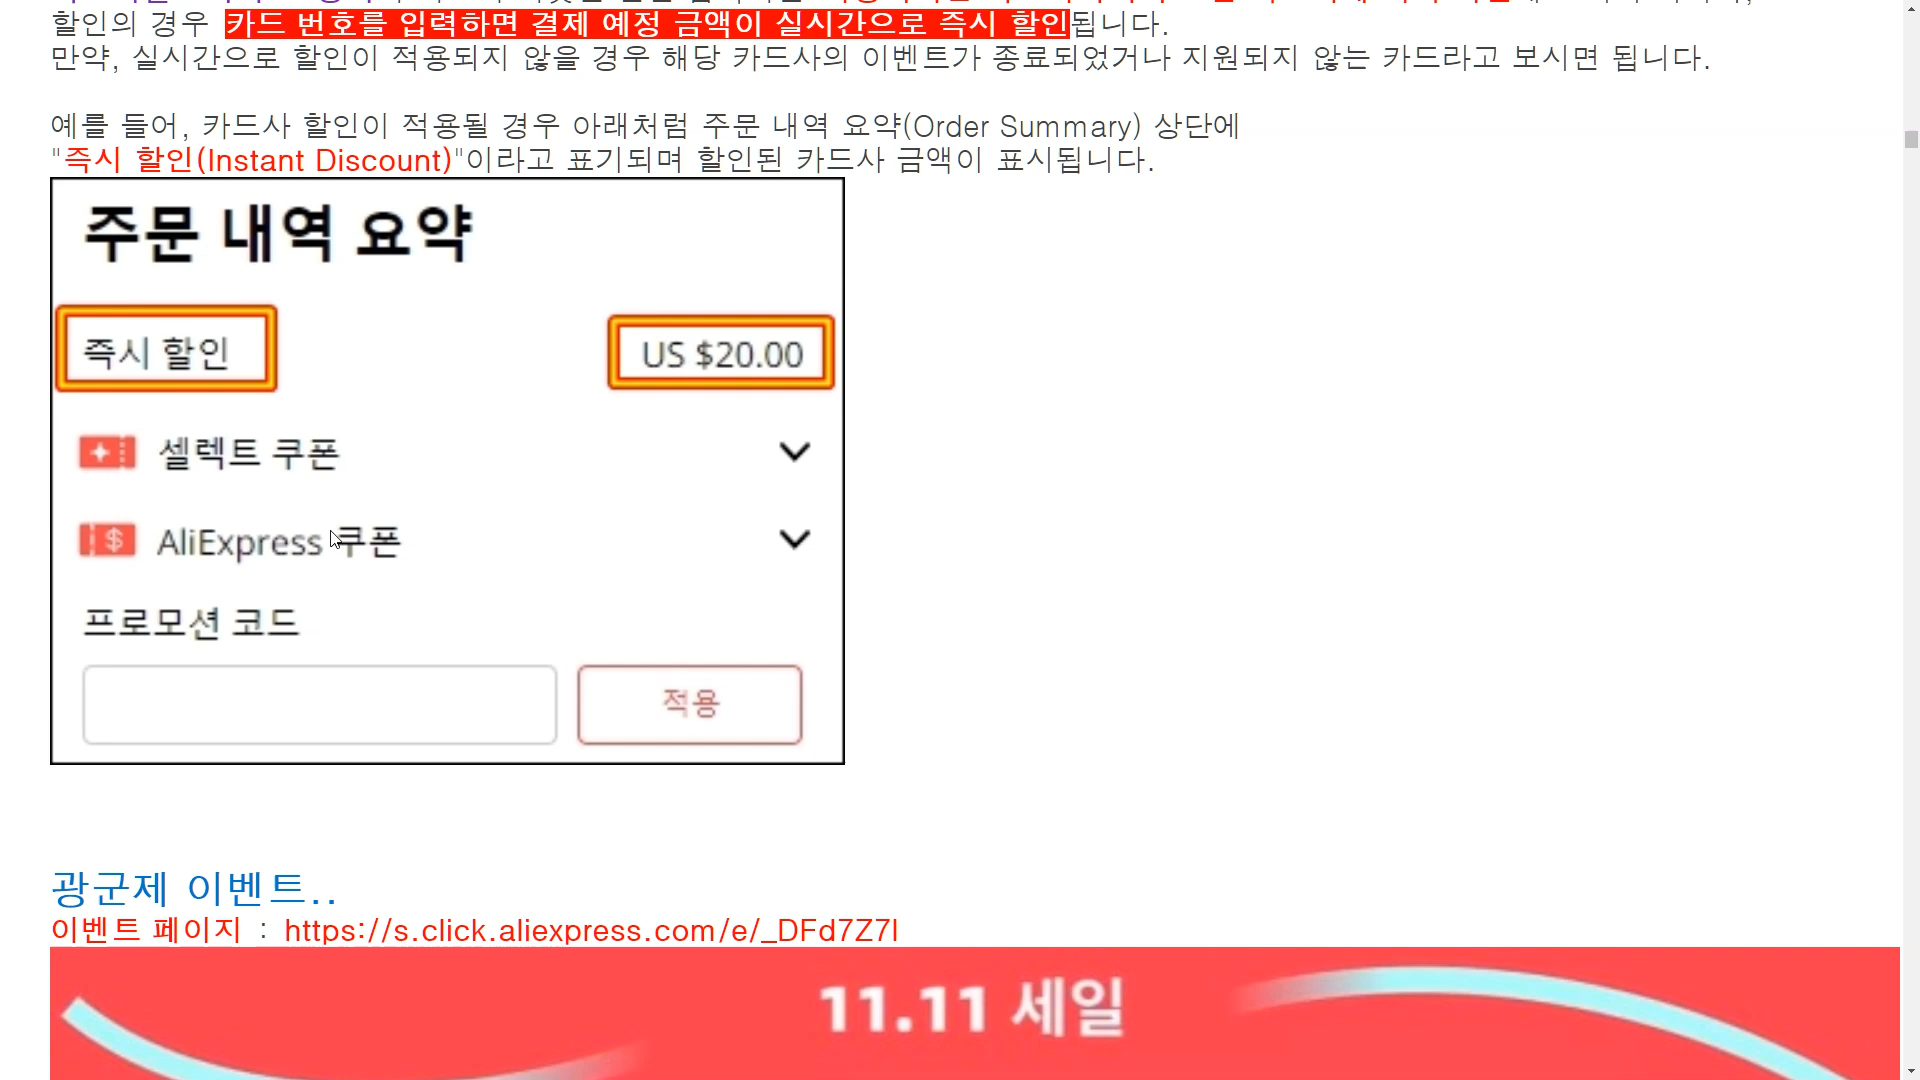 할인의 경우 카드 번호를 입력하면 결제 예정 금액이 실시간으로 즉시 할인됩니다.
만약, 실시간으로 할인이 적용되지 않을 경우 해당 카드사의 이벤트가 종료되었거나 지원되지 않는 카드라고 보시면 됩니다.
예를 들어, 카드사 할인이 적용될 경우 아래처럼 주문 내역 요약(Order Summary) 상단에
"즉시 할인(Instant Discount)"이라고 표기되며 할인된 카드사 금액이 표시됩니다.
주문 내역 요약
즉시 할인 US $20.00
셀렉트 쿠폰
AliExpress 쿠폰
프로모션 코드
적용
광군제 이벤트..
이벤트 페이지 : https://s.click.aliexpress.com/e/_DFd7Z7l
11.11 세일